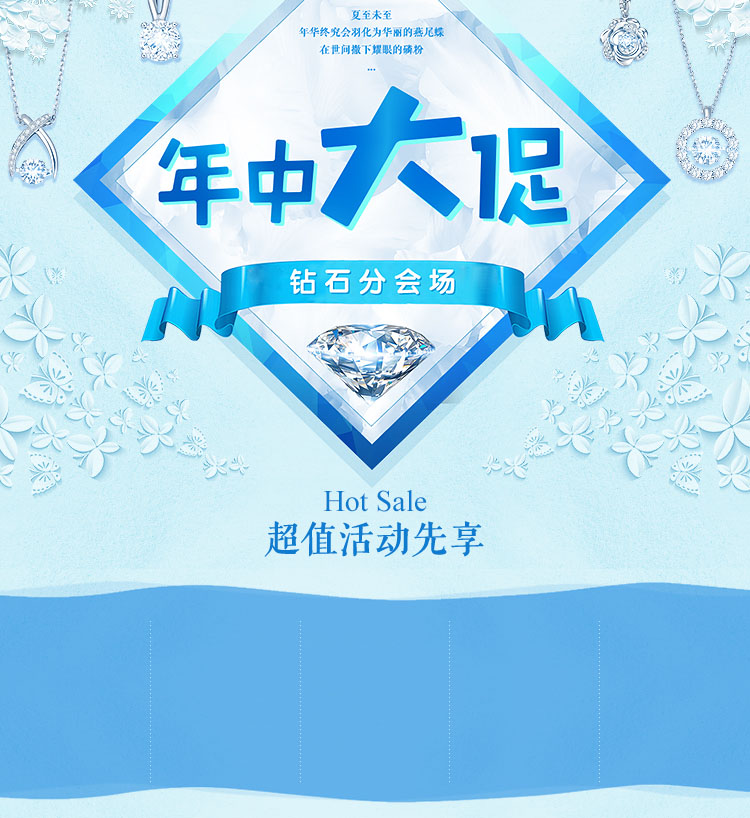 夏至未至
年华终究会羽化为华丽的燕尾蝶
在世间撒下耀眼的磷粉
...
年中大促
钻石分会场
Hot Sale
超值活动先享